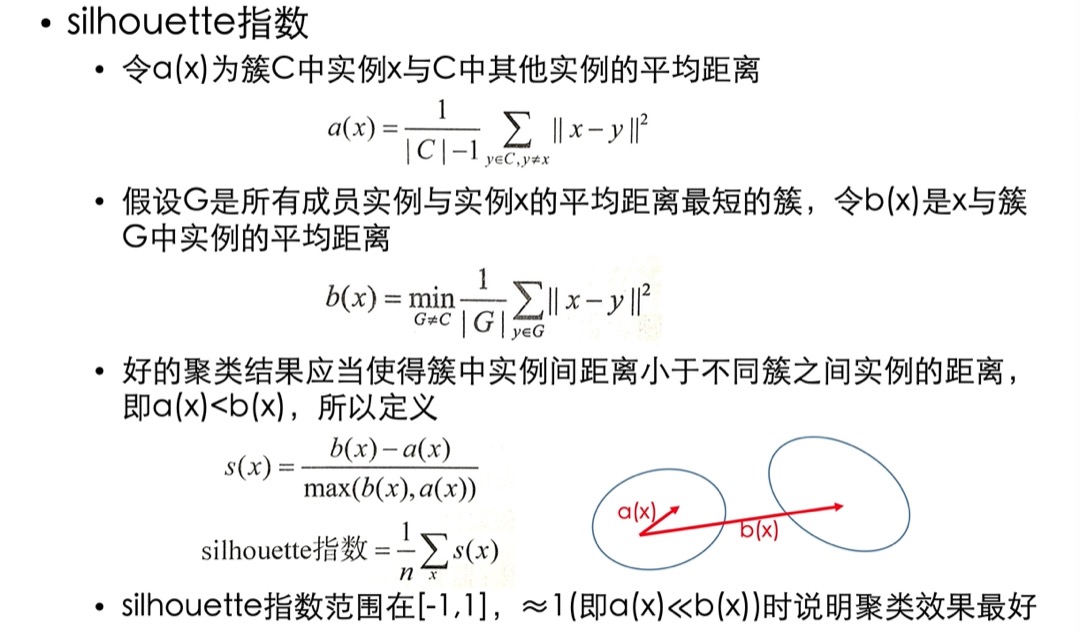 • silhouette指数
• 令a(x)为簇C中实例x与C中其他实例的平均距离
a(x) = \frac{1}{|C|-1} \sum_{y∈C,y≠x} ||x-y||²
• 假设G是所有成员实例与实例x的平均距离最短的簇，令b(x)是x与簇
G中实例的平均距离
b(x) = \min_{G≠C} \frac{1}{|G|} \sum_{y∈G} ||x-y||²
• 好的聚类结果应当使得簇中实例间距离小于不同簇之间实例的距离，
即a(x)<b(x)，所以定义
s(x) = \frac{b(x)-a(x)}{\max(b(x),a(x))}
a(x)
b(x)
silhouette指数 = \frac{1}{n} \sum_{x} s(x)
• silhouette指数范围在[-1,1]，≈1(即a(x)≪b(x))时说明聚类效果最好